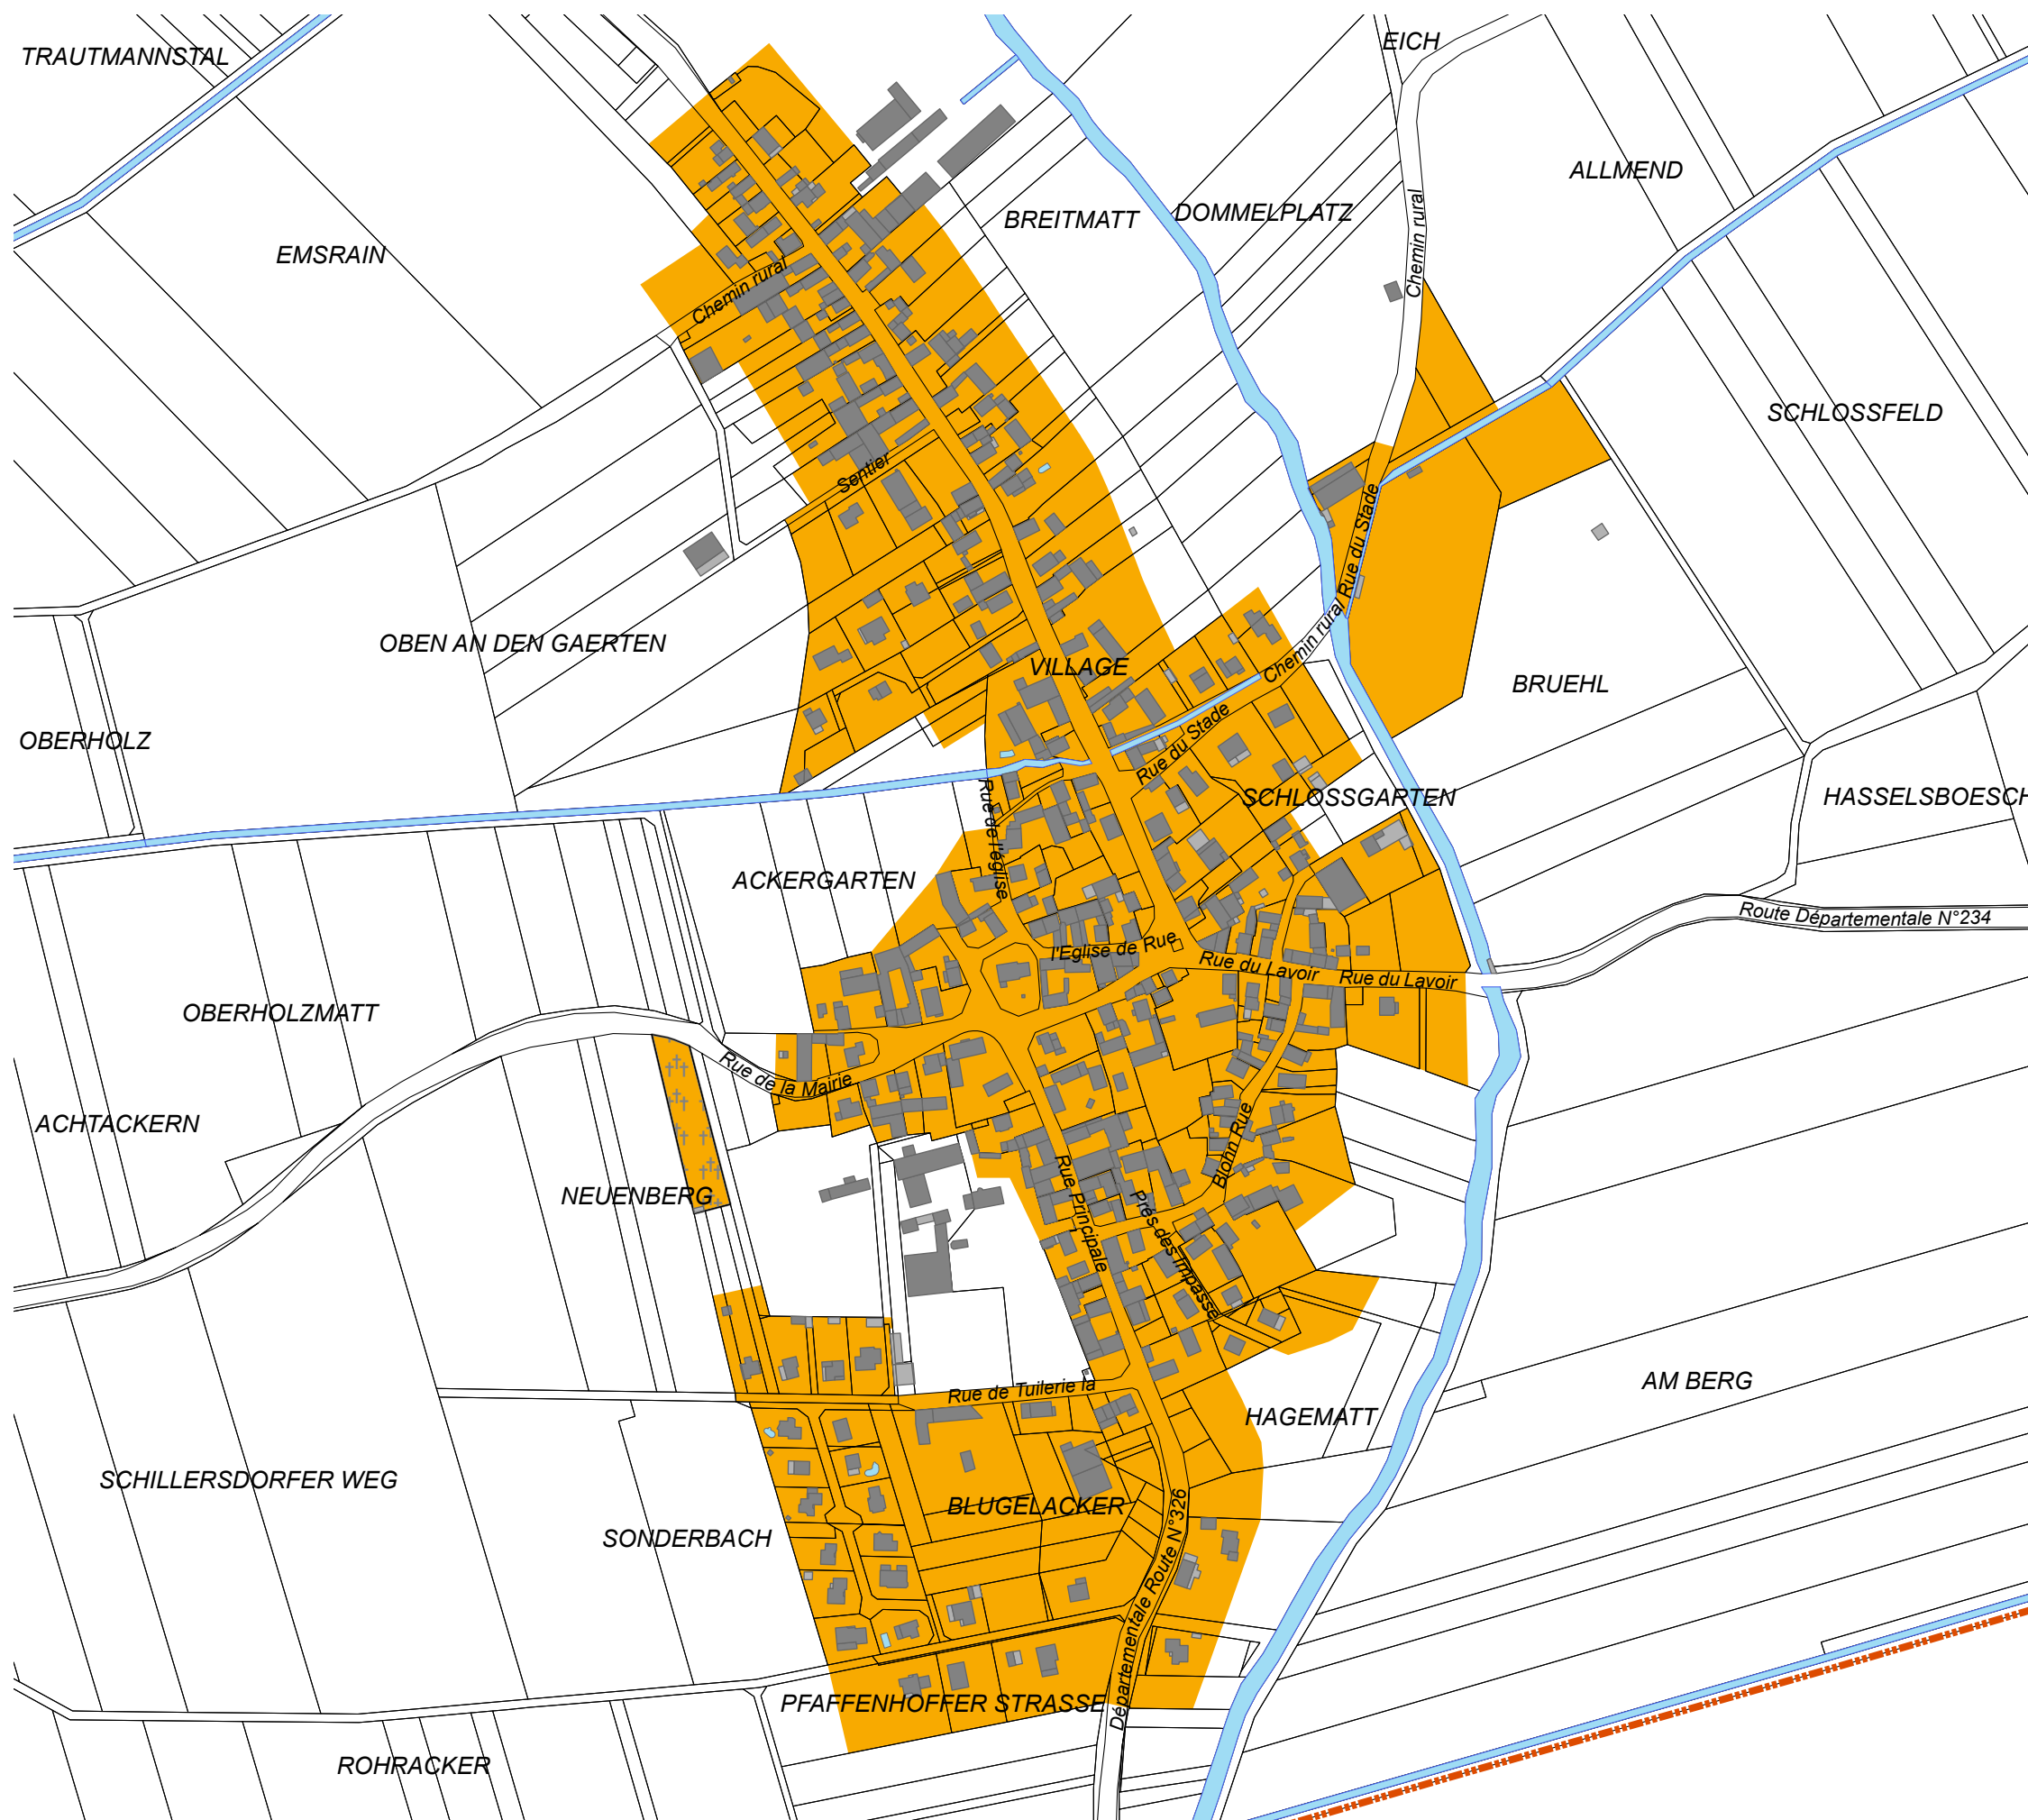 TRAUTMANNSTAL
EICH
ALLMEND
BREITMATT
DOMMELPLATZ
EMSRAIN
Chemin rural
Chemin rural
SCHLOSSFELD
Sentier
Rue du Stade
Chemin rural
OBEN AN DEN GAERTEN
VILLAGE
BRUEHL
OBERHOLZ
Rue du Stade
SCHLOSSGARTEN
HASSELSBOESCH
Rue de l'église
ACKERGARTEN
Route Départementale N°234
l'Eglise de Rue
Rue du Lavoir
Rue du Lavoir
OBERHOLZMATT
Rue de la Mairie
ACHTACKERN
Blohn Rue
NEUENBERG
Rue Principale
Prés des Impasse
AM BERG
Rue de Tuilerie la
HAGEMATT
SCHILLERSDORFER WEG
BLUGELACKER
SONDERBACH
Départementale Route N°326
PFAFFENHOFFER STRASSE
ROHRACKER